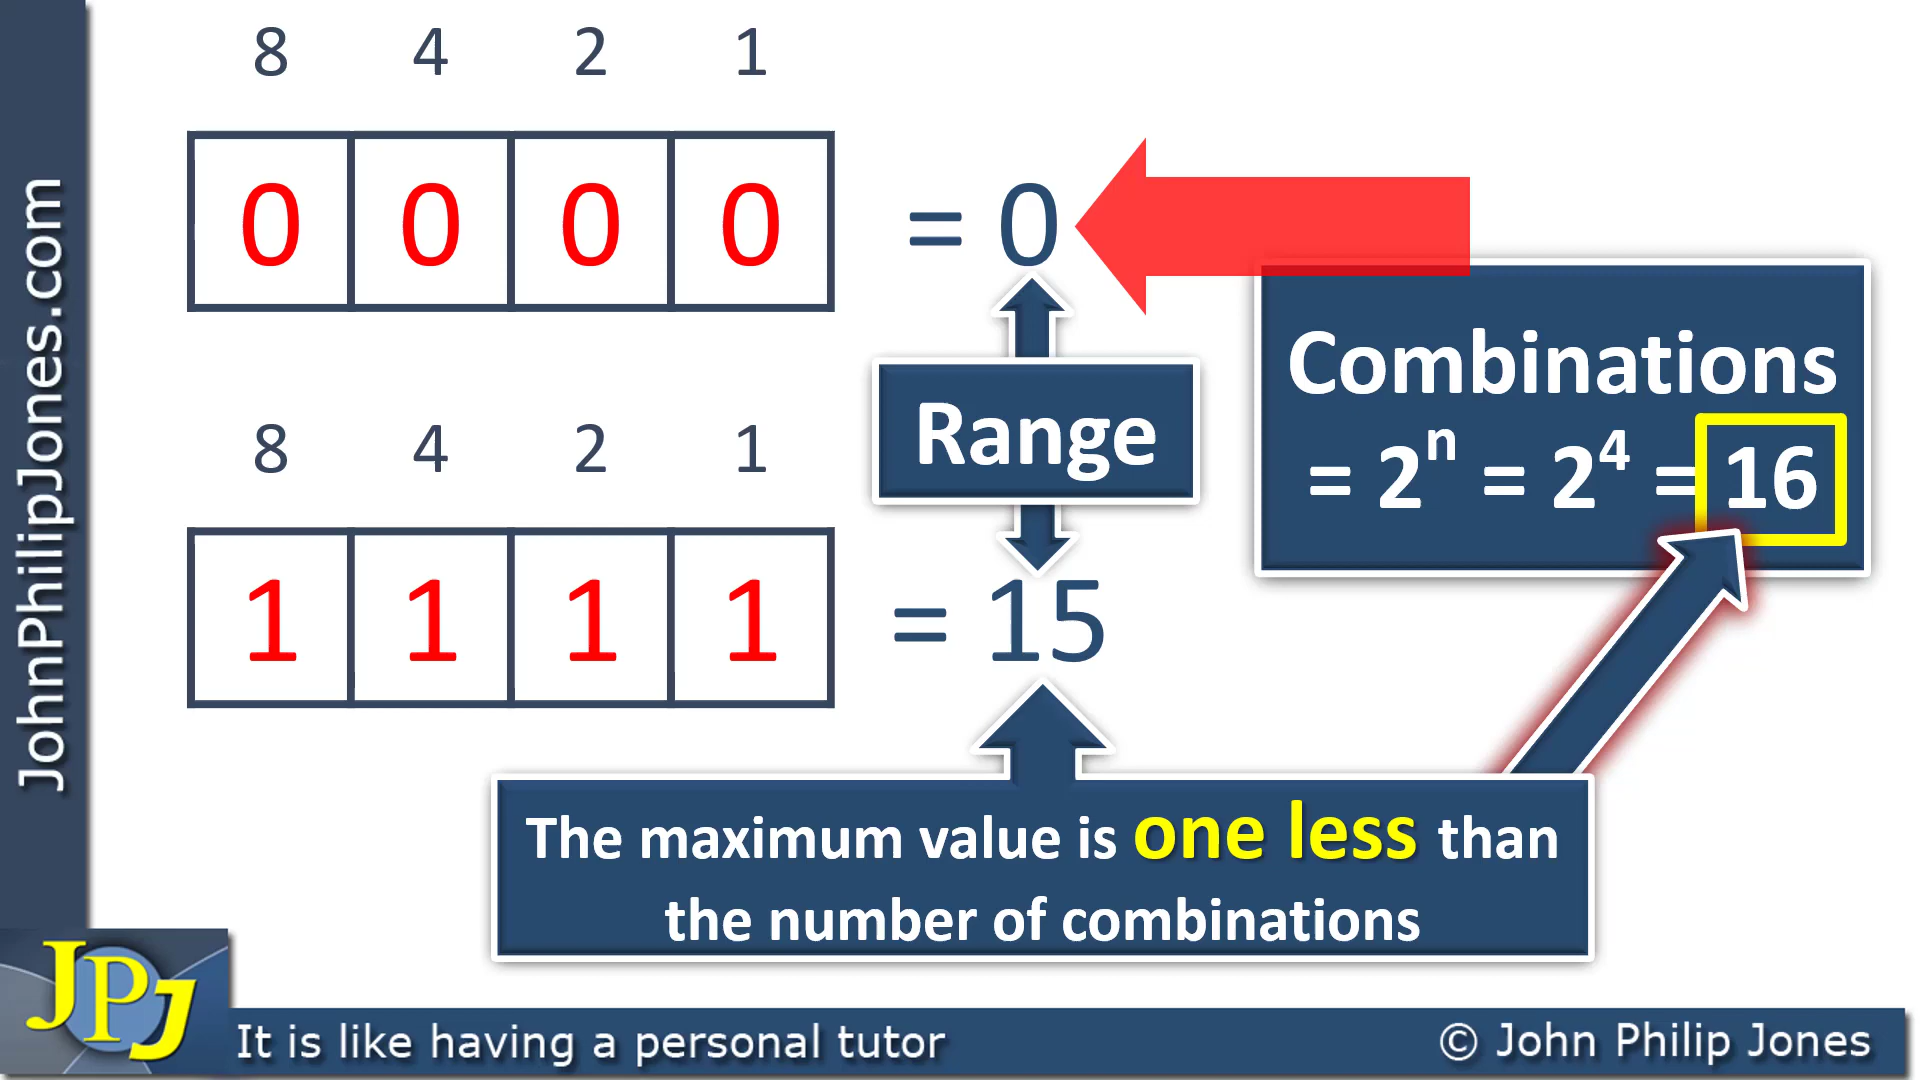 8 4 2 1
0 0 0 0 = 0
Range
Combinations
= 2ⁿ = 2⁴ = 16
8 4 2 1
1 1 1 1 = 15
The maximum value is one less than
the number of combinations
JohnPhilipJones.com
JPJ
It is like having a personal tutor
© John Philip Jones